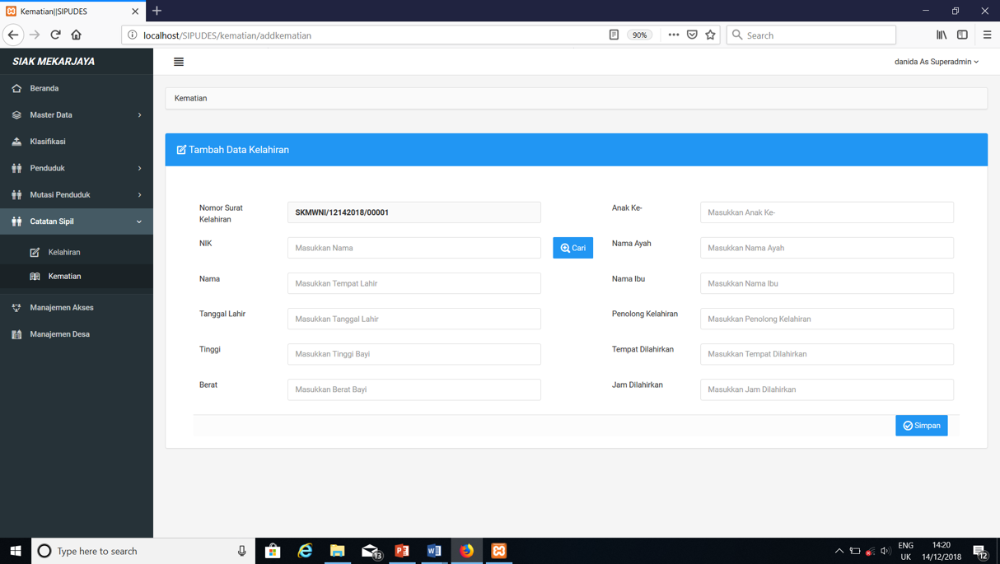 Kematian||SIPUDES
localhost/SIPUDES/kematian/addkematian
90%
Search
SIAK MEKARJAYA
danida As Superadmin
Beranda
Master Data
Klasifikasi
Penduduk
Mutasi Penduduk
Catatan Sipil
Kelahiran
Kematian
Manajemen Akses
Manajemen Desa
Kematian
Tambah Data Kelahiran
Nomor Surat
Kelahiran
SKMWNI/12142018/00001
NIK
Masukkan Nama
Cari
Nama
Masukkan Tempat Lahir
Tanggal Lahir
Masukkan Tanggal Lahir
Tinggi
Masukkan Tinggi Bayi
Berat
Masukkan Berat Bayi
Anak Ke-
Masukkan Anak Ke-
Nama Ayah
Masukkan Nama Ayah
Nama Ibu
Masukkan Nama Ibu
Penolong Kelahiran
Masukkan Penolong Kelahiran
Tempat Dilahirkan
Masukkan Tempat Dilahirkan
Jam Dilahirkan
Masukkan Jam Dilahirkan
Simpan
Type here to search
13
ENG
UK
14:20
14/12/2018
12